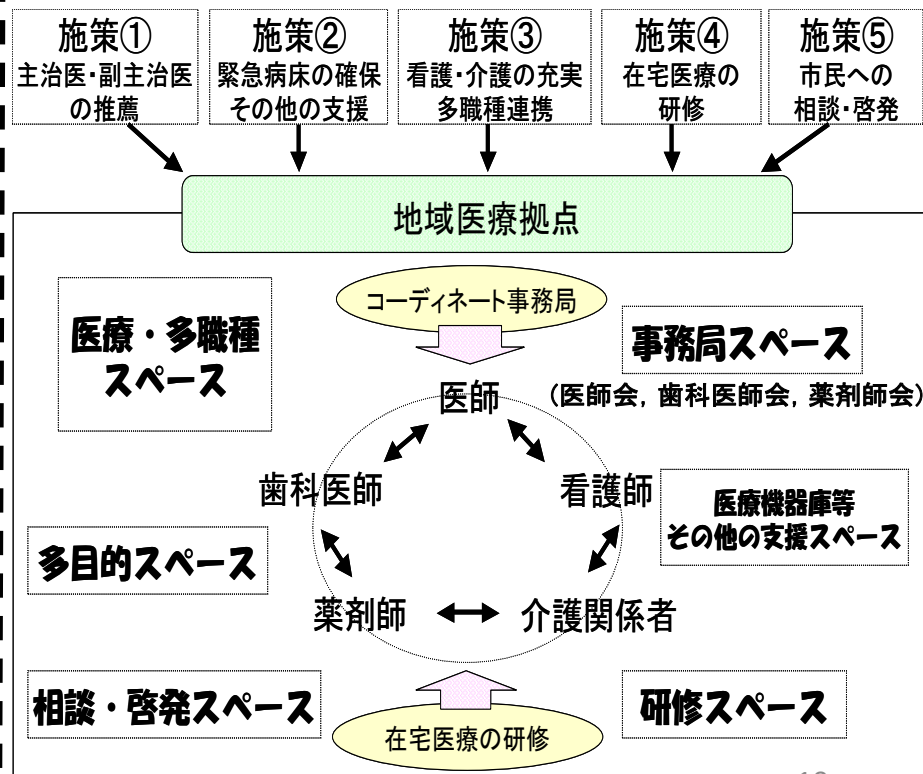 施策①
主治医・副主治医
の推薦
施策②
緊急病床の確保
その他の支援
施策③
看護・介護の充実
多職種連携
施策④
在宅医療の
研修
施策⑤
市民への
相談・啓発
地域医療拠点
コーディネート事務局
医療・多職種
スペース
事務局スペース
(医師会，歯科医師会，薬剤師会)
医師
歯科医師
看護師
医療機器庫等
その他の支援スペース
多目的スペース
薬剤師
介護関係者
相談・啓発スペース
研修スペース
在宅医療の研修